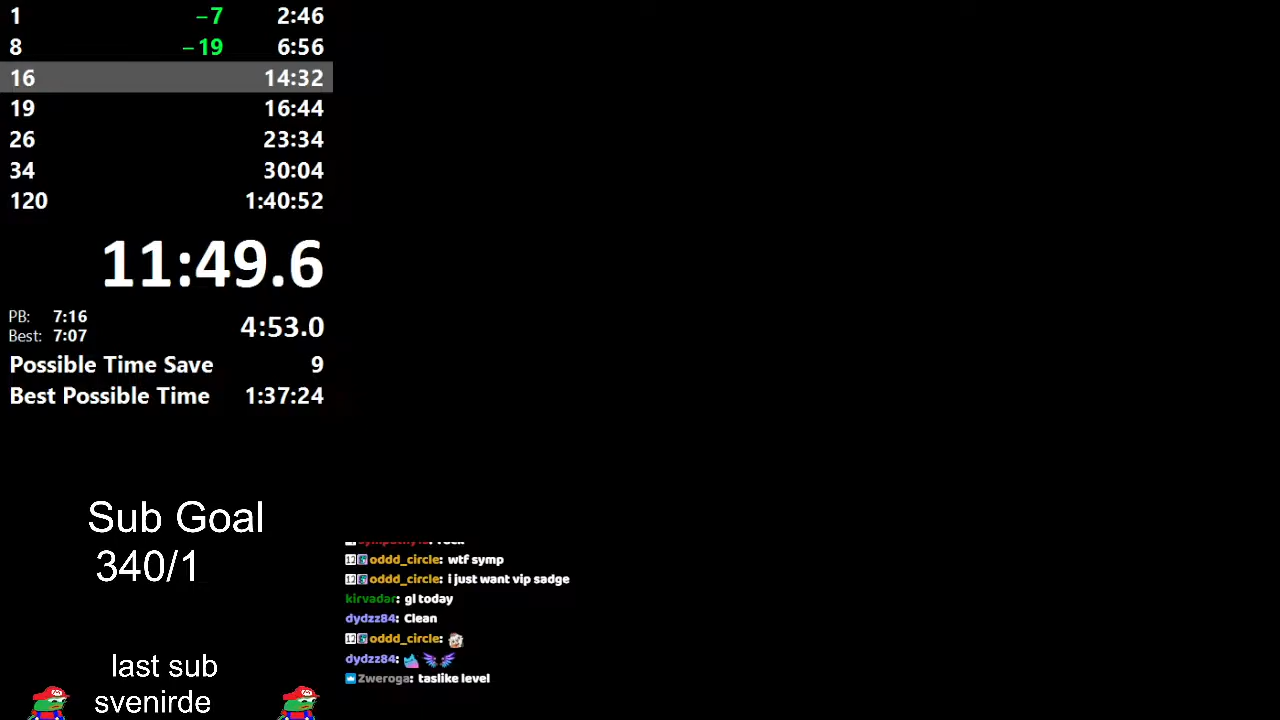 1 –7 2:46
8 –19 6:56
16 14:32
19 16:44
26 23:34
34 30:04
120 1:40:52
11:49.6
PB: 7:16
Best: 7:07
4:53.0
Possible Time Save 9
Best Possible Time 1:37:24
Sub Goal
340/1
last sub
svenirde
oddd_circle: wtf symp
oddd_circle: i just want vip sadge
kirvadar: gl today
dydzz84: Clean
oddd_circle:
dydzz84:
Zweroga: taslike level